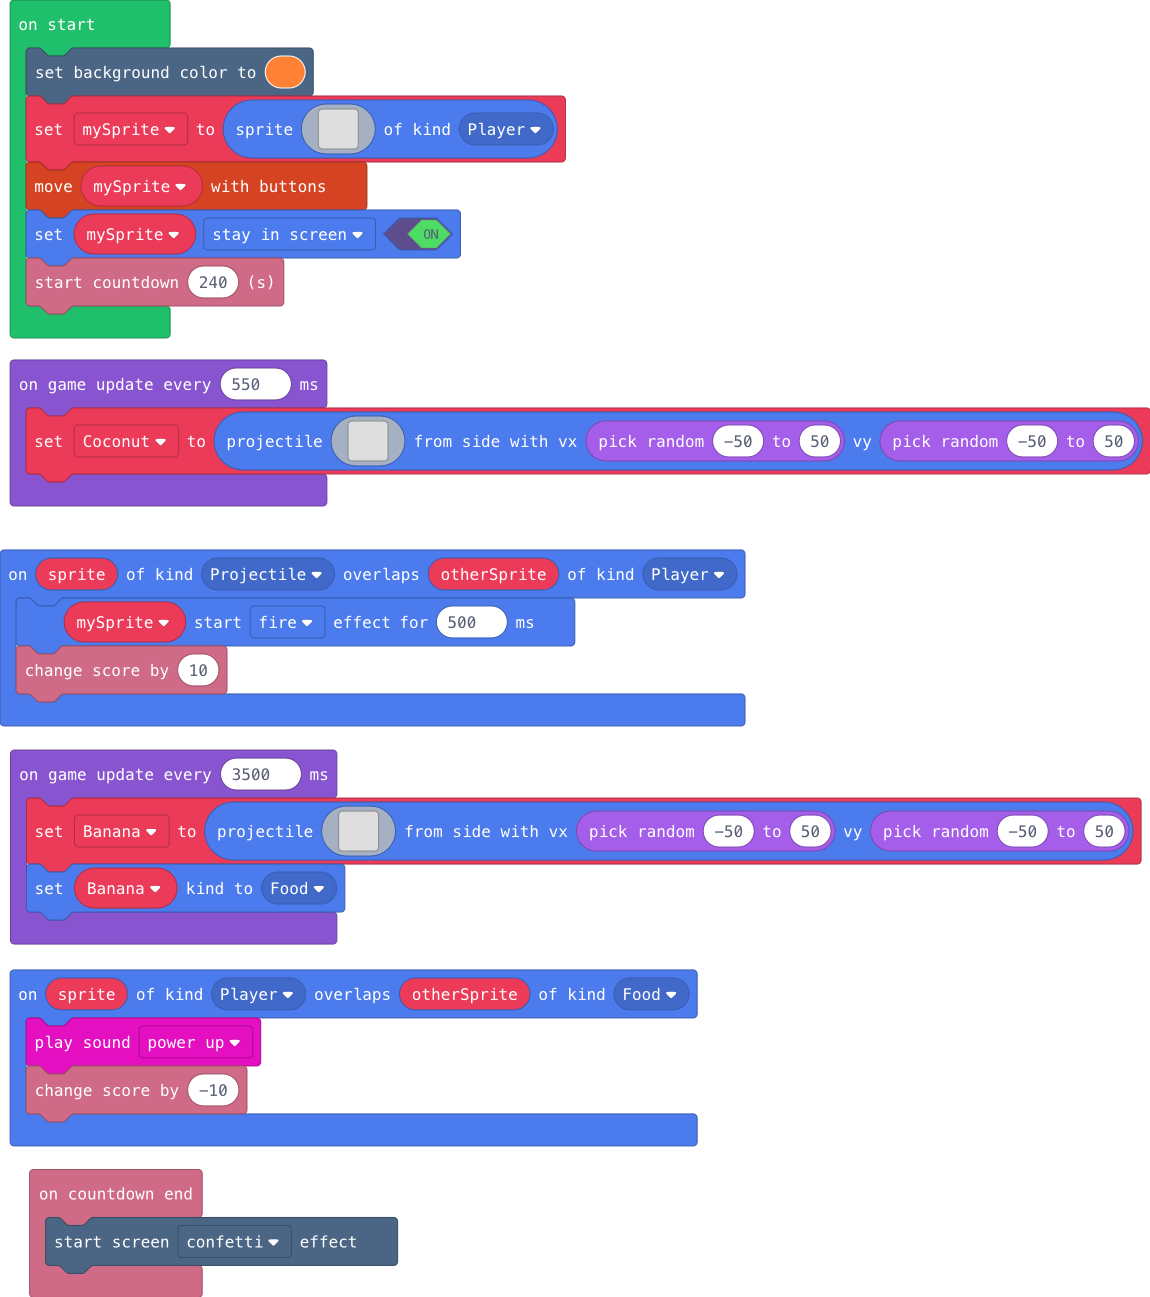 on start
set background color to
set mySprite to sprite of kind Player
move mySprite with buttons
set mySprite stay in screen ON
start countdown 240 (s)
on game update every 550 ms
set Coconut to projectile from side with vx pick random -50 to 50 vy pick random -50 to 50
on sprite of kind Projectile overlaps otherSprite of kind Player
mySprite start fire effect for 500 ms
change score by 10
on game update every 3500 ms
set Banana to projectile from side with vx pick random -50 to 50 vy pick random -50 to 50
set Banana kind to Food
on sprite of kind Player overlaps otherSprite of kind Food
play sound power up
change score by -10
on countdown end
start screen confetti effect